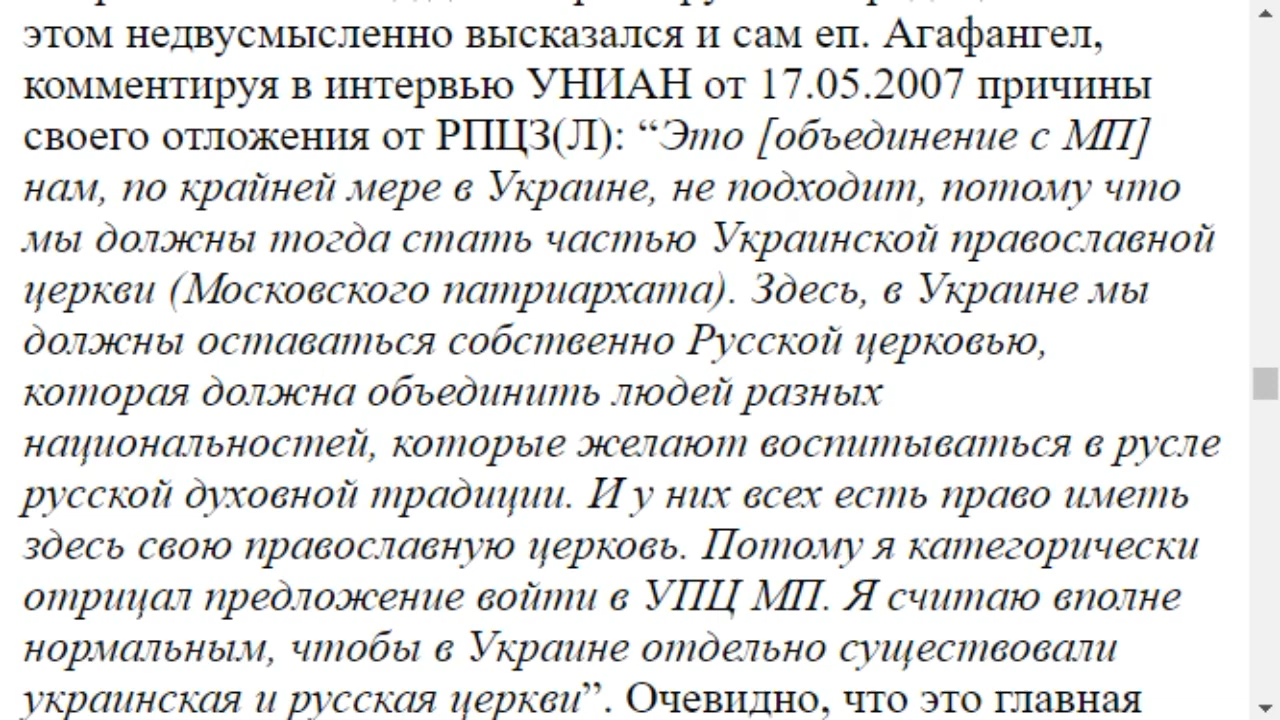 этом недвусмысленно высказался и сам еп. Агафангел,
комментируя в интервью УНИАН от 17.05.2007 причины
своего отложения от РПЦЗ(Л): “Это [объединение с МП]
нам, по крайней мере в Украине, не подходит, потому что
мы должны тогда стать частью Украинской православной
церкви (Московского патриархата). Здесь, в Украине мы
должны оставаться собственно Русской церковью,
которая должна объединить людей разных
национальностей, которые желают воспитываться в русле
русской духовной традиции. И у них всех есть право иметь
здесь свою православную церковь. Потому я категорически
отрицал предложение войти в УПЦ МП. Я считаю вполне
нормальным, чтобы в Украине отдельно существовали
украинская и русская церкви”. Очевидно, что это главная